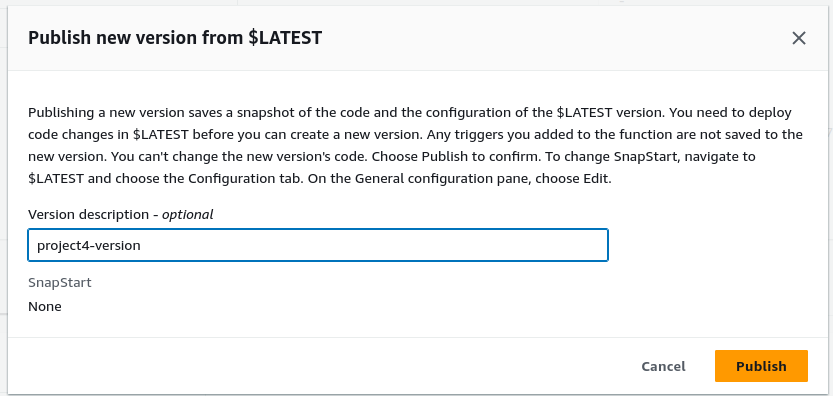 Publish new version from $LATEST
Publishing a new version saves a snapshot of the code and the configuration of the $LATEST version. You need to deploy
code changes in $LATEST before you can create a new version. Any triggers you added to the function are not saved to the
new version. You can't change the new version's code. Choose Publish to confirm. To change SnapStart, navigate to
$LATEST and choose the Configuration tab. On the General configuration pane, choose Edit.
Version description - optional
project4-version
SnapStart
None
Cancel Publish